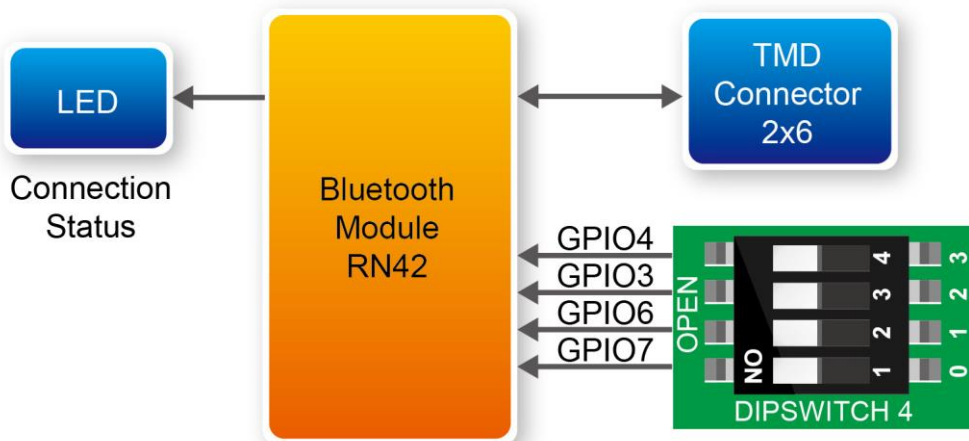 LED
Connection
Status
Bluetooth
Module
RN42
TMD
Connector
2x6
GPIO4
GPIO3
GPIO6
GPIO7
OPEN
ON
4
3
2
1
3
2
1
0
DIPSWITCH 4